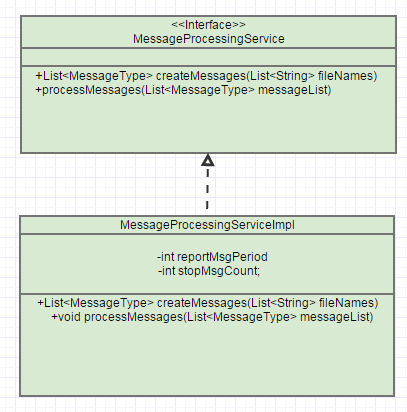 <<Interface>>
MessageProcessingService
+List<MessageType> createMessages(List<String> fileNames)
+processMessages(List<MessageType> messageList)
MessageProcessingServiceImpl
-int reportMsgPeriod
-int stopMsgCount;
+List<MessageType> createMessages(List<String> fileNames)
+void processMessages(List<MessageType> messageList)